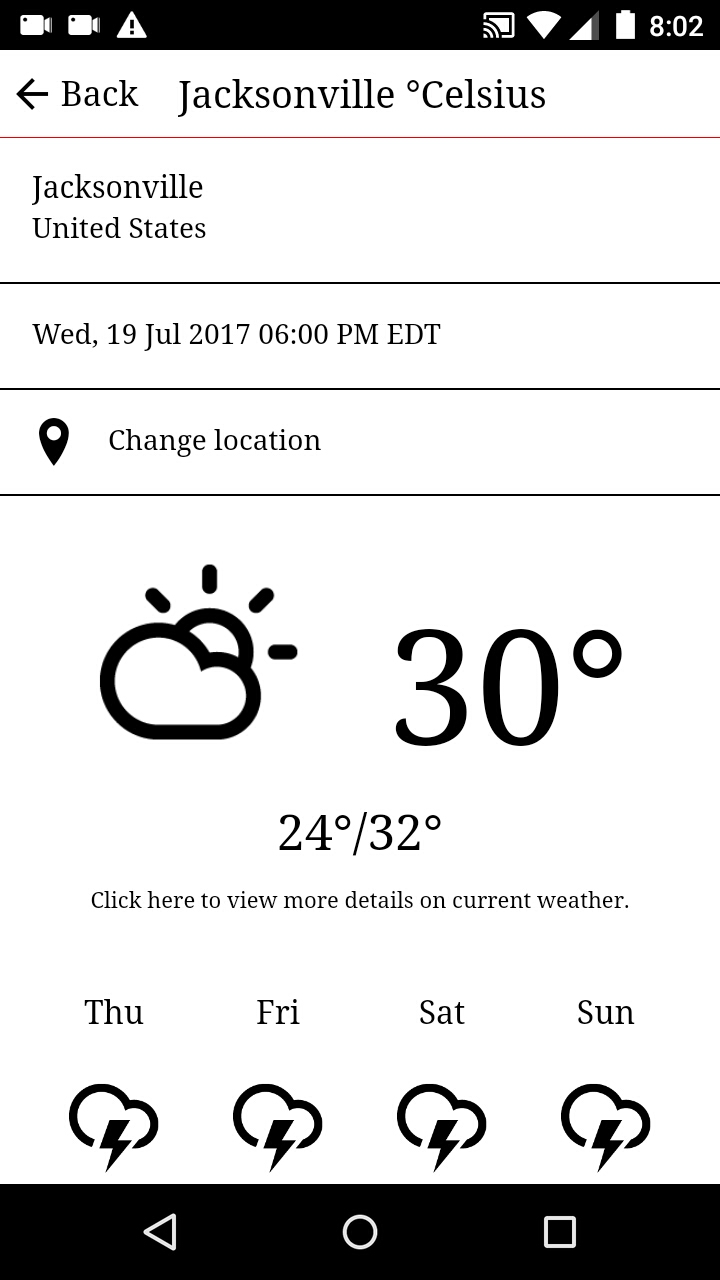 8:02
Back Jacksonville °Celsius
Jacksonville
United States
Wed, 19 Jul 2017 06:00 PM EDT
Change location
30°
24°/32°
Click here to view more details on current weather.
Thu Fri Sat Sun